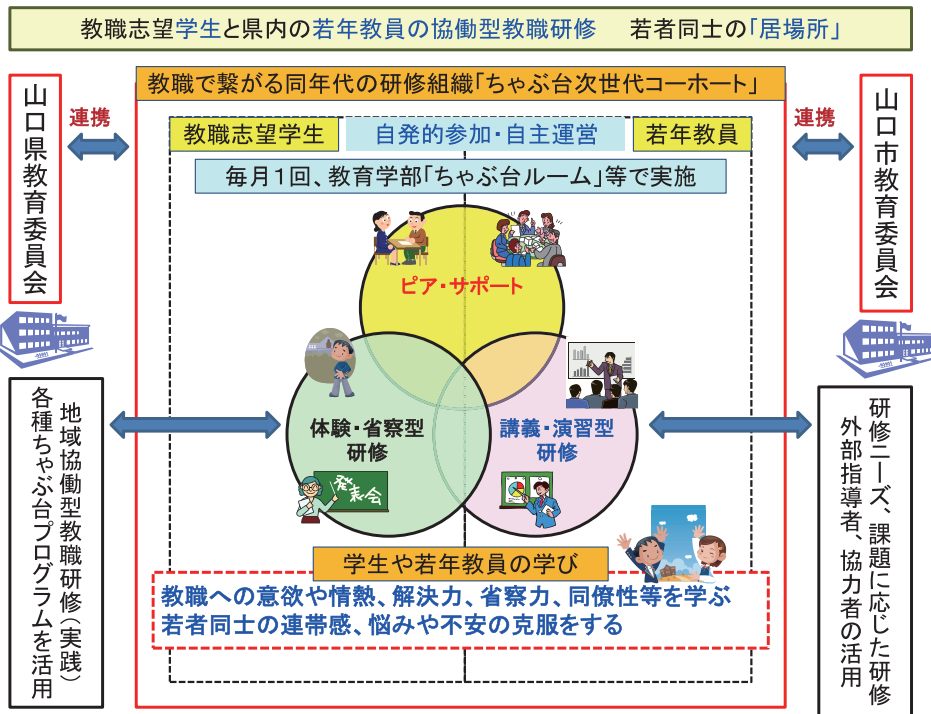 教職志望学生と県内の若年教員の協働型教職研修　若者同士の「居場所」
教職で繋がる同年代の研修組織「ちゃぶ台次世代コーホート」
山口県教育委員会
連携
連携
山口市教育委員会
教職志望学生
自発的参加・自主運営
若年教員
毎月１回、教育学部「ちゃぶ台ルーム」等で実施
ピア・サポート
体験・省察型
研修
講義・演習型
研修
発表会
地域協働型教職研修（実践）
各種ちゃぶ台プログラムを活用
研修ニーズ、課題に応じた研修
外部指導者、協力者の活用
学生や若年教員の学び
教職への意欲や情熱、解決力、省察力、同僚性等を学ぶ
若者同士の連帯感、悩みや不安の克服をする